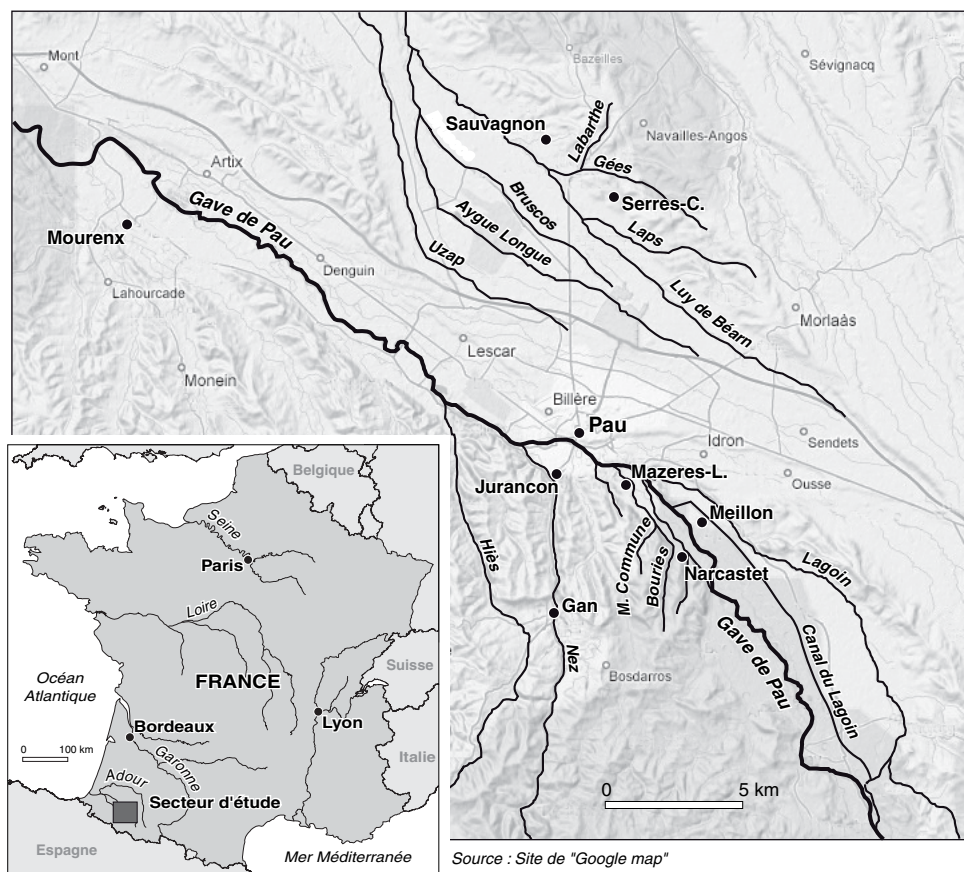 Mont
Bazeilles
Sévignacq
Sauvagnon
Labarthe
Navailles-Angos
Artix
Gées
Gave de Pau
Serres-C.
Bruscos
Mourenx
Aygue Longue
Laps
Uzap
Denguin
Lahourcade
Luy de Béarn
Morlaàs
Lescar
Monein
Billère
Pau
Idron
Sendets
Mazeres-L.
Jurancon
Ousse
Meillon
Hiès
M. Commune
Bouries
Narcastet
Lagoin
Gan
Nez
Gave de Pau
Canal du Lagoin
Bosdarros
0 5 km
Belgique
Seine
Paris
Loire
Suisse
Océan
Atlantique
FRANCE
Lyon
Bordeaux
0 100 km
Garonne
Italie
Adour
Secteur d'étude
Espagne
Mer Méditerranée
Source : Site de "Google map"